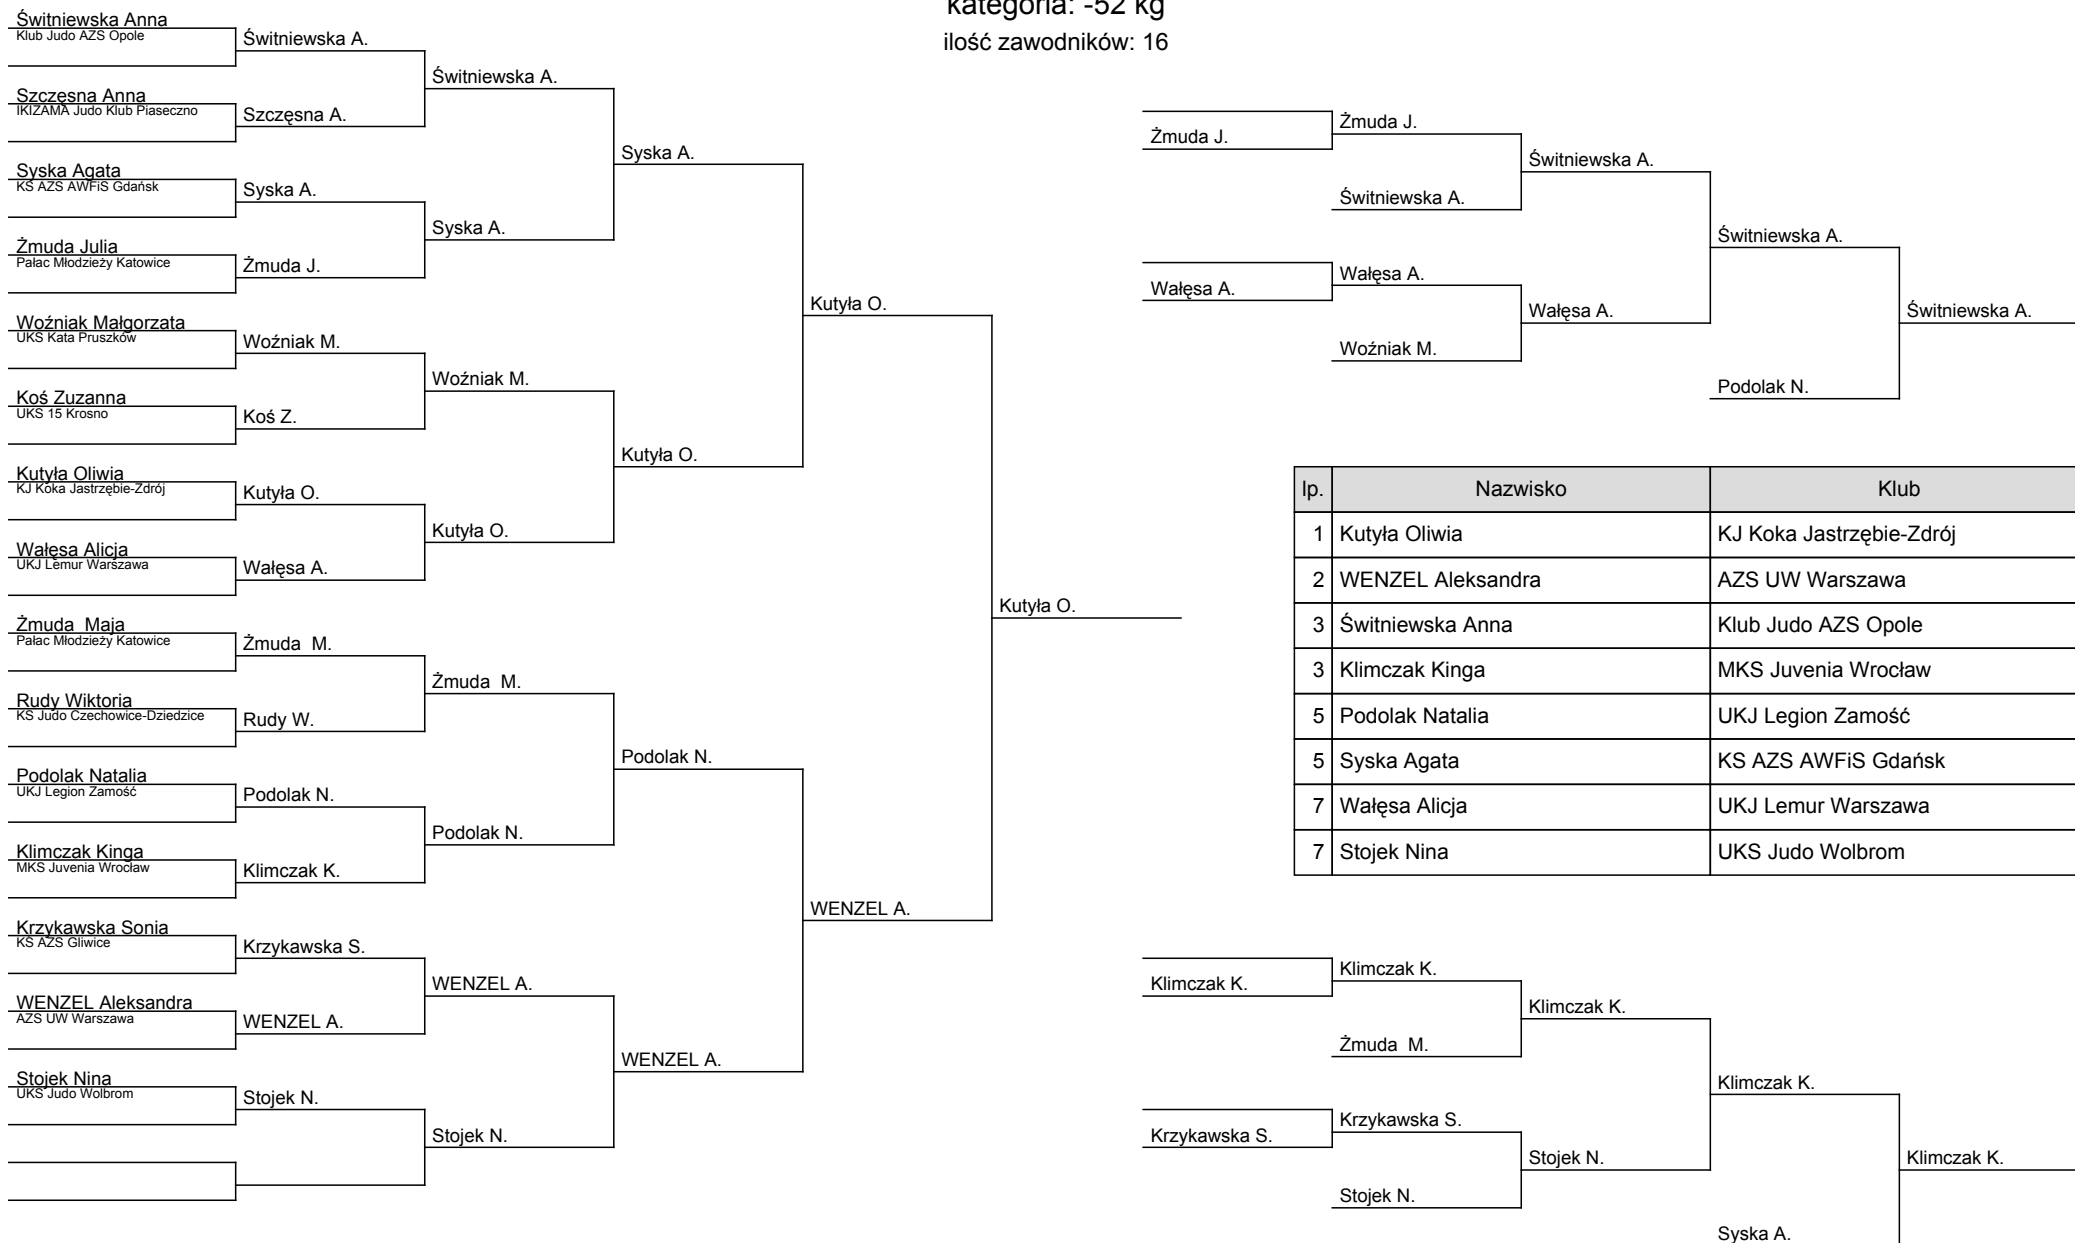 kategoria: -52 kg
ilość zawodników: 16
Świtniewska Anna
Klub Judo AZS Opole
Szczęsna Anna
IKIZAMA Judo Klub Piaseczno
Syska Agata
KS AZS AWFiS Gdańsk
Żmuda Julia
Pałac Młodzieży Katowice
Woźniak Małgorzata
UKS Kata Pruszków
Koś Zuzanna
UKS 15 Krosno
Kutyła Oliwia
KJ Koka Jastrzębie-Zdrój
Wałęsa Alicja
UKJ Lemur Warszawa
Żmuda  Maja
Pałac Młodzieży Katowice
Rudy Wiktoria
KS Judo Czechowice-Dziedzice
Podolak Natalia
UKJ Legion Zamość
Klimczak Kinga
MKS Juvenia Wrocław
Krzykawska Sonia
KS AZS Gliwice
WENZEL Aleksandra
AZS UW Warszawa
Stojek Nina
UKS Judo Wolbrom
Świtniewska A.
Szczęsna A.
Syska A.
Żmuda J.
Woźniak M.
Koś Z.
Kutyła O.
Wałęsa A.
Żmuda  M.
Rudy W.
Podolak N.
Klimczak K.
Krzykawska S.
WENZEL A.
Stojek N.
Świtniewska A.
Syska A.
Woźniak M.
Kutyła O.
Żmuda  M.
Podolak N.
WENZEL A.
Stojek N.
Syska A.
Kutyła O.
Podolak N.
WENZEL A.
Kutyła O.
WENZEL A.
Kutyła O.
Żmuda J.
Wałęsa A.
Żmuda J.
Świtniewska A.
Wałęsa A.
Woźniak M.
Świtniewska A.
Wałęsa A.
Świtniewska A.
Podolak N.
Świtniewska A.
lp. Nazwisko Klub
1 Kutyła Oliwia KJ Koka Jastrzębie-Zdrój
2 WENZEL Aleksandra AZS UW Warszawa
3 Świtniewska Anna Klub Judo AZS Opole
3 Klimczak Kinga MKS Juvenia Wrocław
5 Podolak Natalia UKJ Legion Zamość
5 Syska Agata KS AZS AWFiS Gdańsk
7 Wałęsa Alicja UKJ Lemur Warszawa
7 Stojek Nina UKS Judo Wolbrom
Klimczak K.
Krzykawska S.
Klimczak K.
Żmuda  M.
Krzykawska S.
Stojek N.
Klimczak K.
Stojek N.
Klimczak K.
Syska A.
Klimczak K.